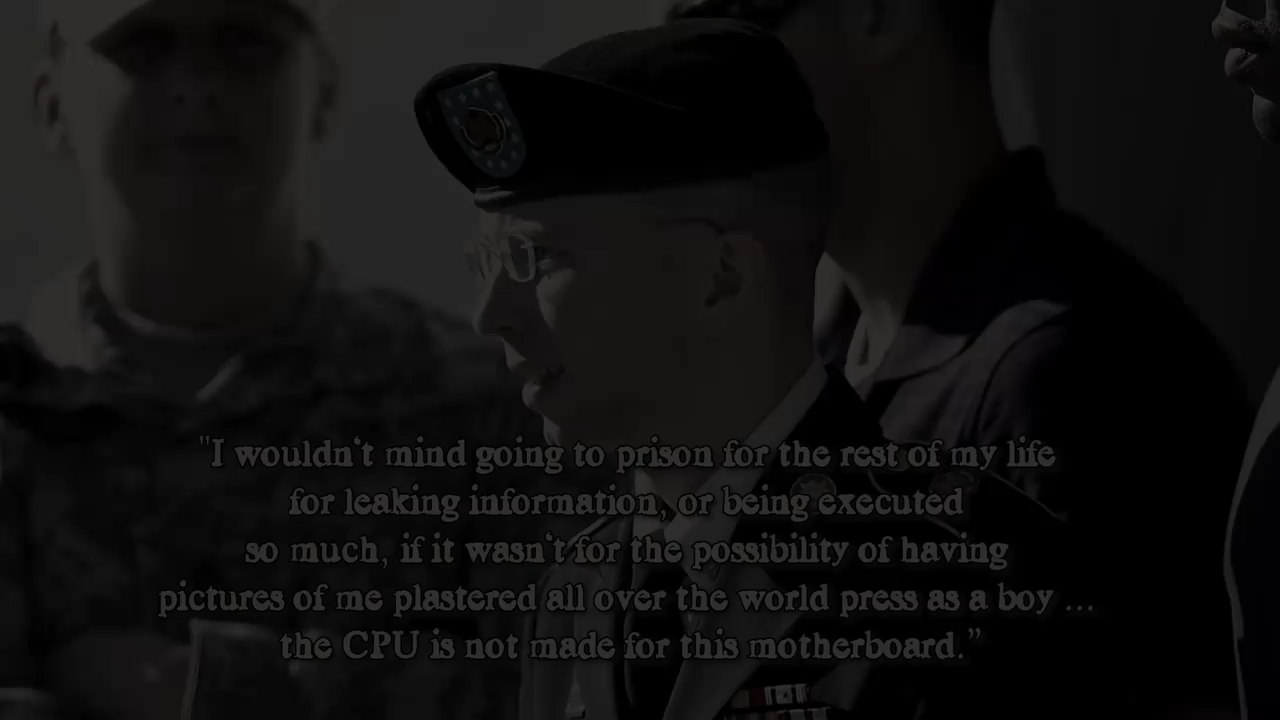 "I wouldn't mind going to prison for the rest of my life
for leaking information, or being executed
so much, if it wasn't for the possibility of having
pictures of me plastered all over the world press as a boy ...
the CPU is not made for this motherboard."